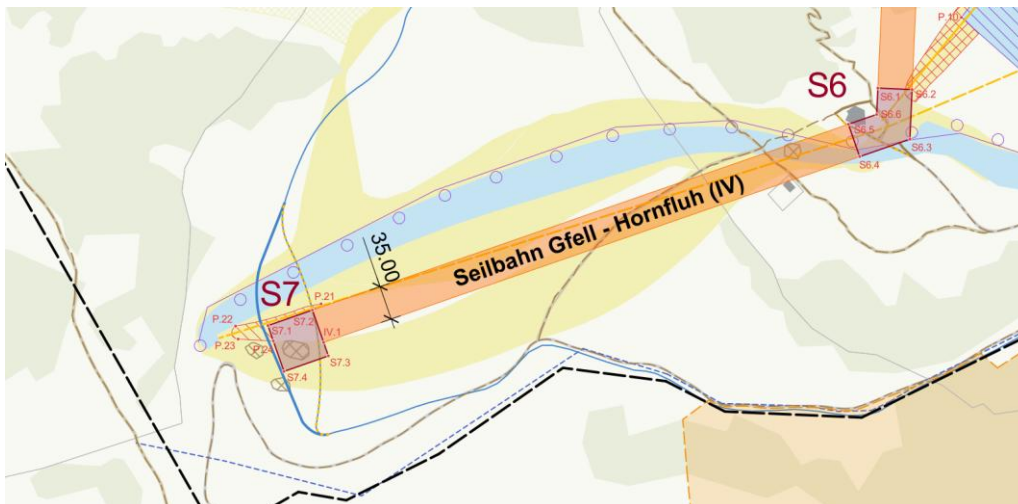 P.10
S6
S6.1
S6.2
S6.6
S6.5
S6.3
S6.4
Seilbahn Gfell - Hornfluh (IV)
35.00
S7
P.21
P.22
S7.2
S7.1
IV.1
P.23
P.24
S7.3
S7.4